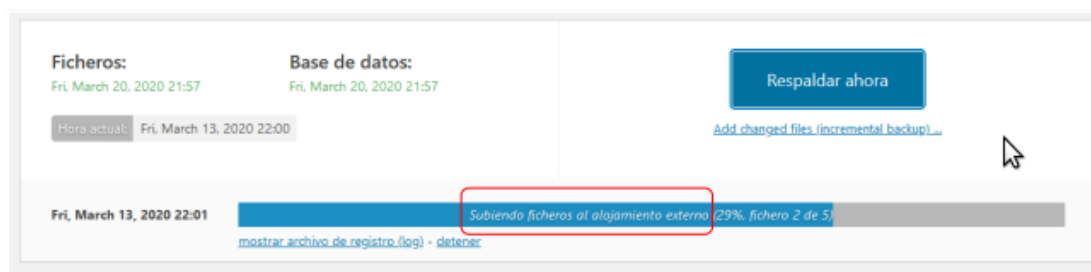 Ficheros:
Fri, March 20, 2020 21:57
Base de datos:
Fri, March 20, 2020 21:57
Hora actual: Fri, March 13, 2020 22:00
Respaldar ahora
Add changed files (incremental backup) ...
Fri, March 13, 2020 22:01
Subiendo ficheros al alojamiento externo (29%, fichero 2 de 5)
mostrar archivo de registro (log) - detener